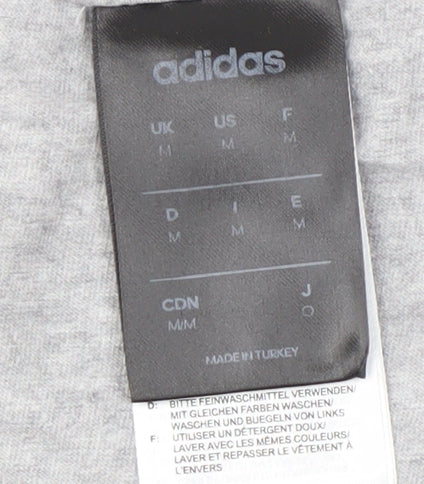 adidas
UK US F
M M M
D I E
M M M
CDN J
M/M O
MADE IN TURKEY
D: BITTE FEINWASCHMITTEL VERWENDEN/
MIT GLEICHEN FARBEN WASCHEN/
WASCHEN UND BUEGELN VON LINKS
F: UTILISER UN DÉTERGENT DOUX/
LAVER AVEC LES MÊMES COULEURS/
LAVER ET REPASSER LE VÊTEMENT A
L'ENVERS